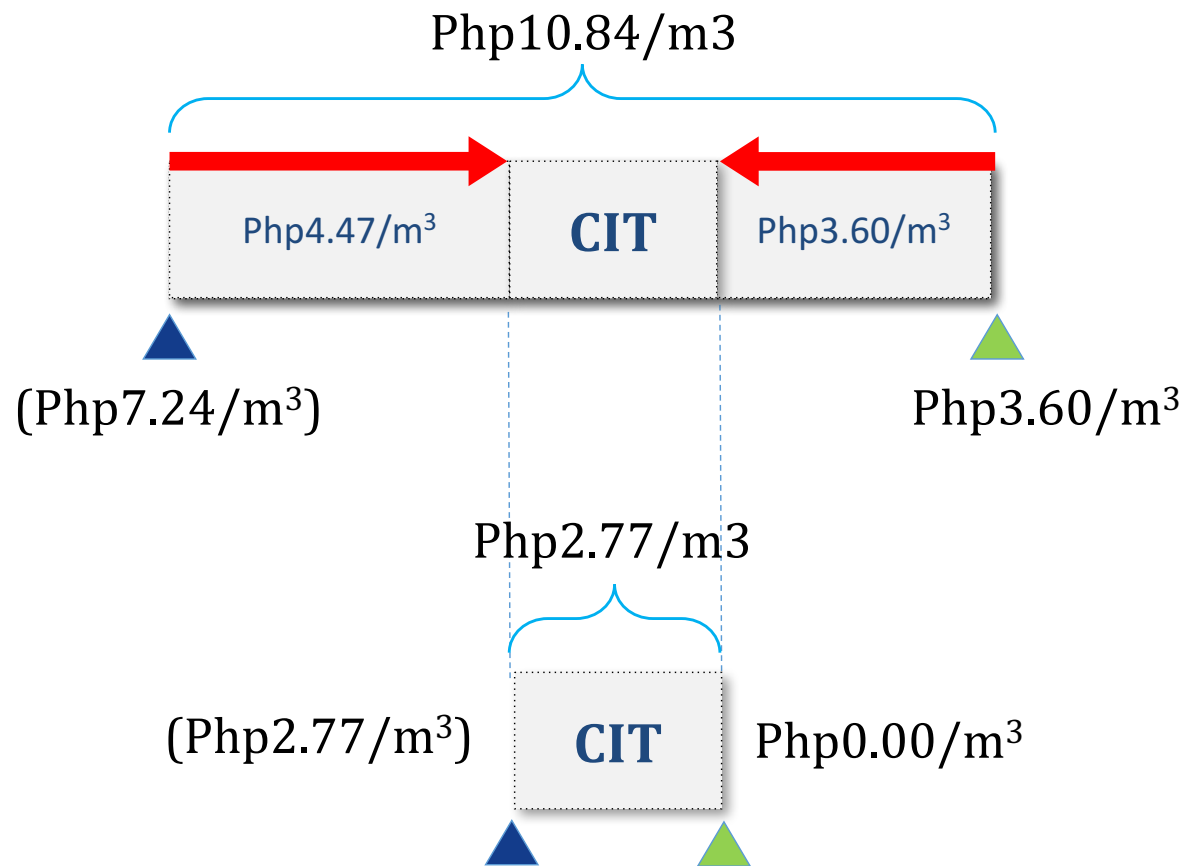 Php10.84/m3
Php4.47/m³
CIT
Php3.60/m³
(Php7.24/m³)
Php3.60/m³
Php2.77/m3
(Php2.77/m³)
CIT
Php0.00/m³